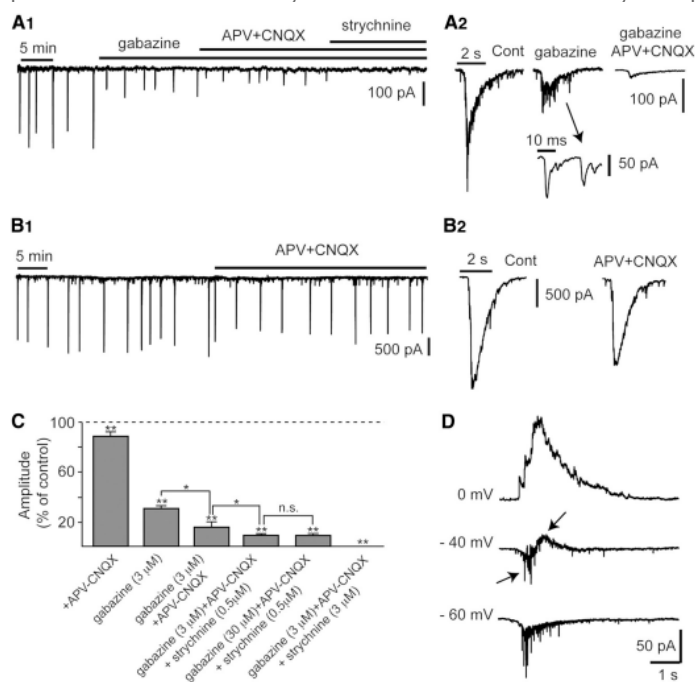 A1
5 min
gabazine
APV+CNQX
strychnine
100 pA
A2
2 s
Cont
gabazine
gabazine
APV+CNQX
100 pA
10 ms
50 pA
B1
5 min
APV+CNQX
500 pA
B2
2 s
Cont
APV+CNQX
500 pA
C
Amplitude
(% of control)
100
60
20
**
**
*
**
*
**
n.s.
**
**
+APV-CNQX
gabazine (3 µM)
gabazine (3 µM)
+APV-CNQX
gabazine (3 µM)+APV-CNQX
+ strychnine (0.5µM)
gabazine (30 µM)+APV-CNQX
+ strychnine (0.5µM)
gabazine (3 µM)+APV-CNQX
+ strychnine (3 µM)
D
0 mV
- 40 mV
- 60 mV
50 pA
1 s